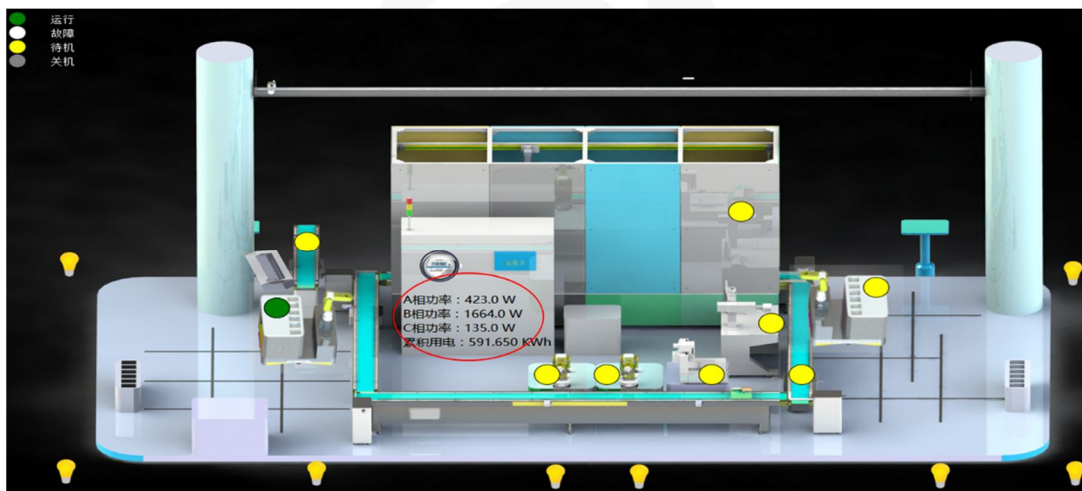 运行
故障
待机
关机
A相功率：423.0 W
B相功率：1664.0 W
C相功率：135.0 W
累积用电：591.650 KWh